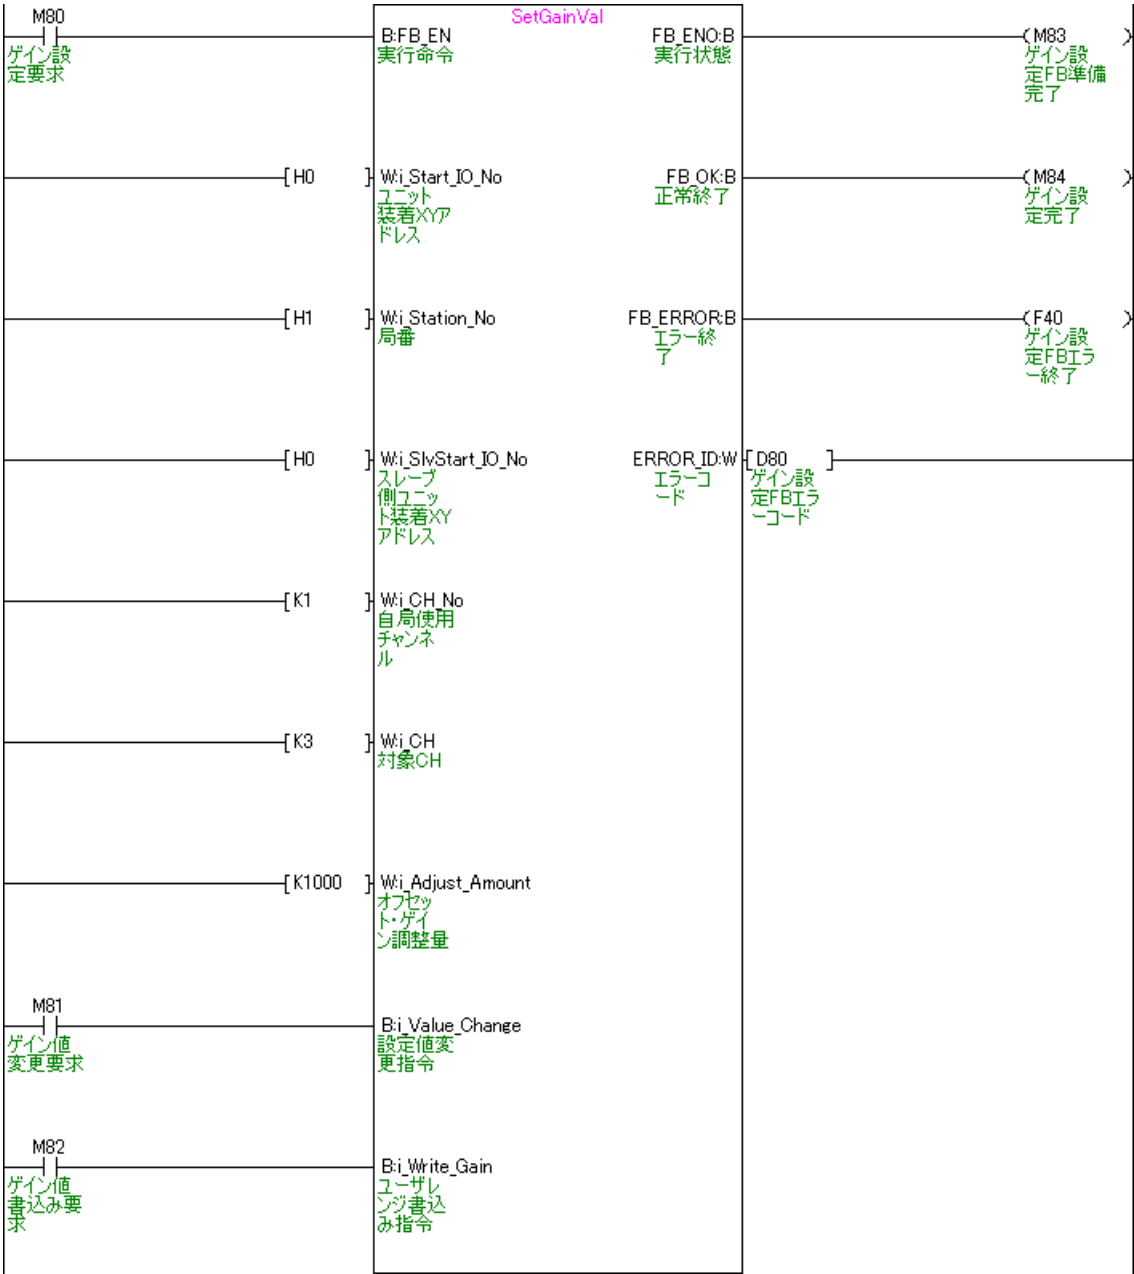 SetGainVal
M80
B:FB_EN
FB_ENO:B
M83
ゲイン設
定要求
実行命令
実行状態
ゲイン設
定FB準備
完了
H0
W:i_Start_IO_No
FB_OK:B
M84
ユニット
装着XYア
ドレス
正常終了
ゲイン設
定完了
H1
W:i_Station_No
FB_ERROR:B
F40
局番
エラー終
了
ゲイン設
定FBエラ
ー終了
H0
W:i_SlvStart_IO_No
ERROR_ID:W
D80
スレーブ
側ユニッ
ト装着XY
アドレス
エラーコ
ード
ゲイン設
定FBエラ
ーコード
K1
W:i_CH_No
自局使用
チャンネ
ル
K3
W:i_CH
対象CH
K1000
W:i_Adjust_Amount
オフセッ
ト・ゲイ
ン調整量
M81
B:i_Value_Change
ゲイン値
変更要求
設定値変
更指令
M82
B:i_Write_Gain
ゲイン値
書込み要
求
ユーザレ
ンジ書込
み指令